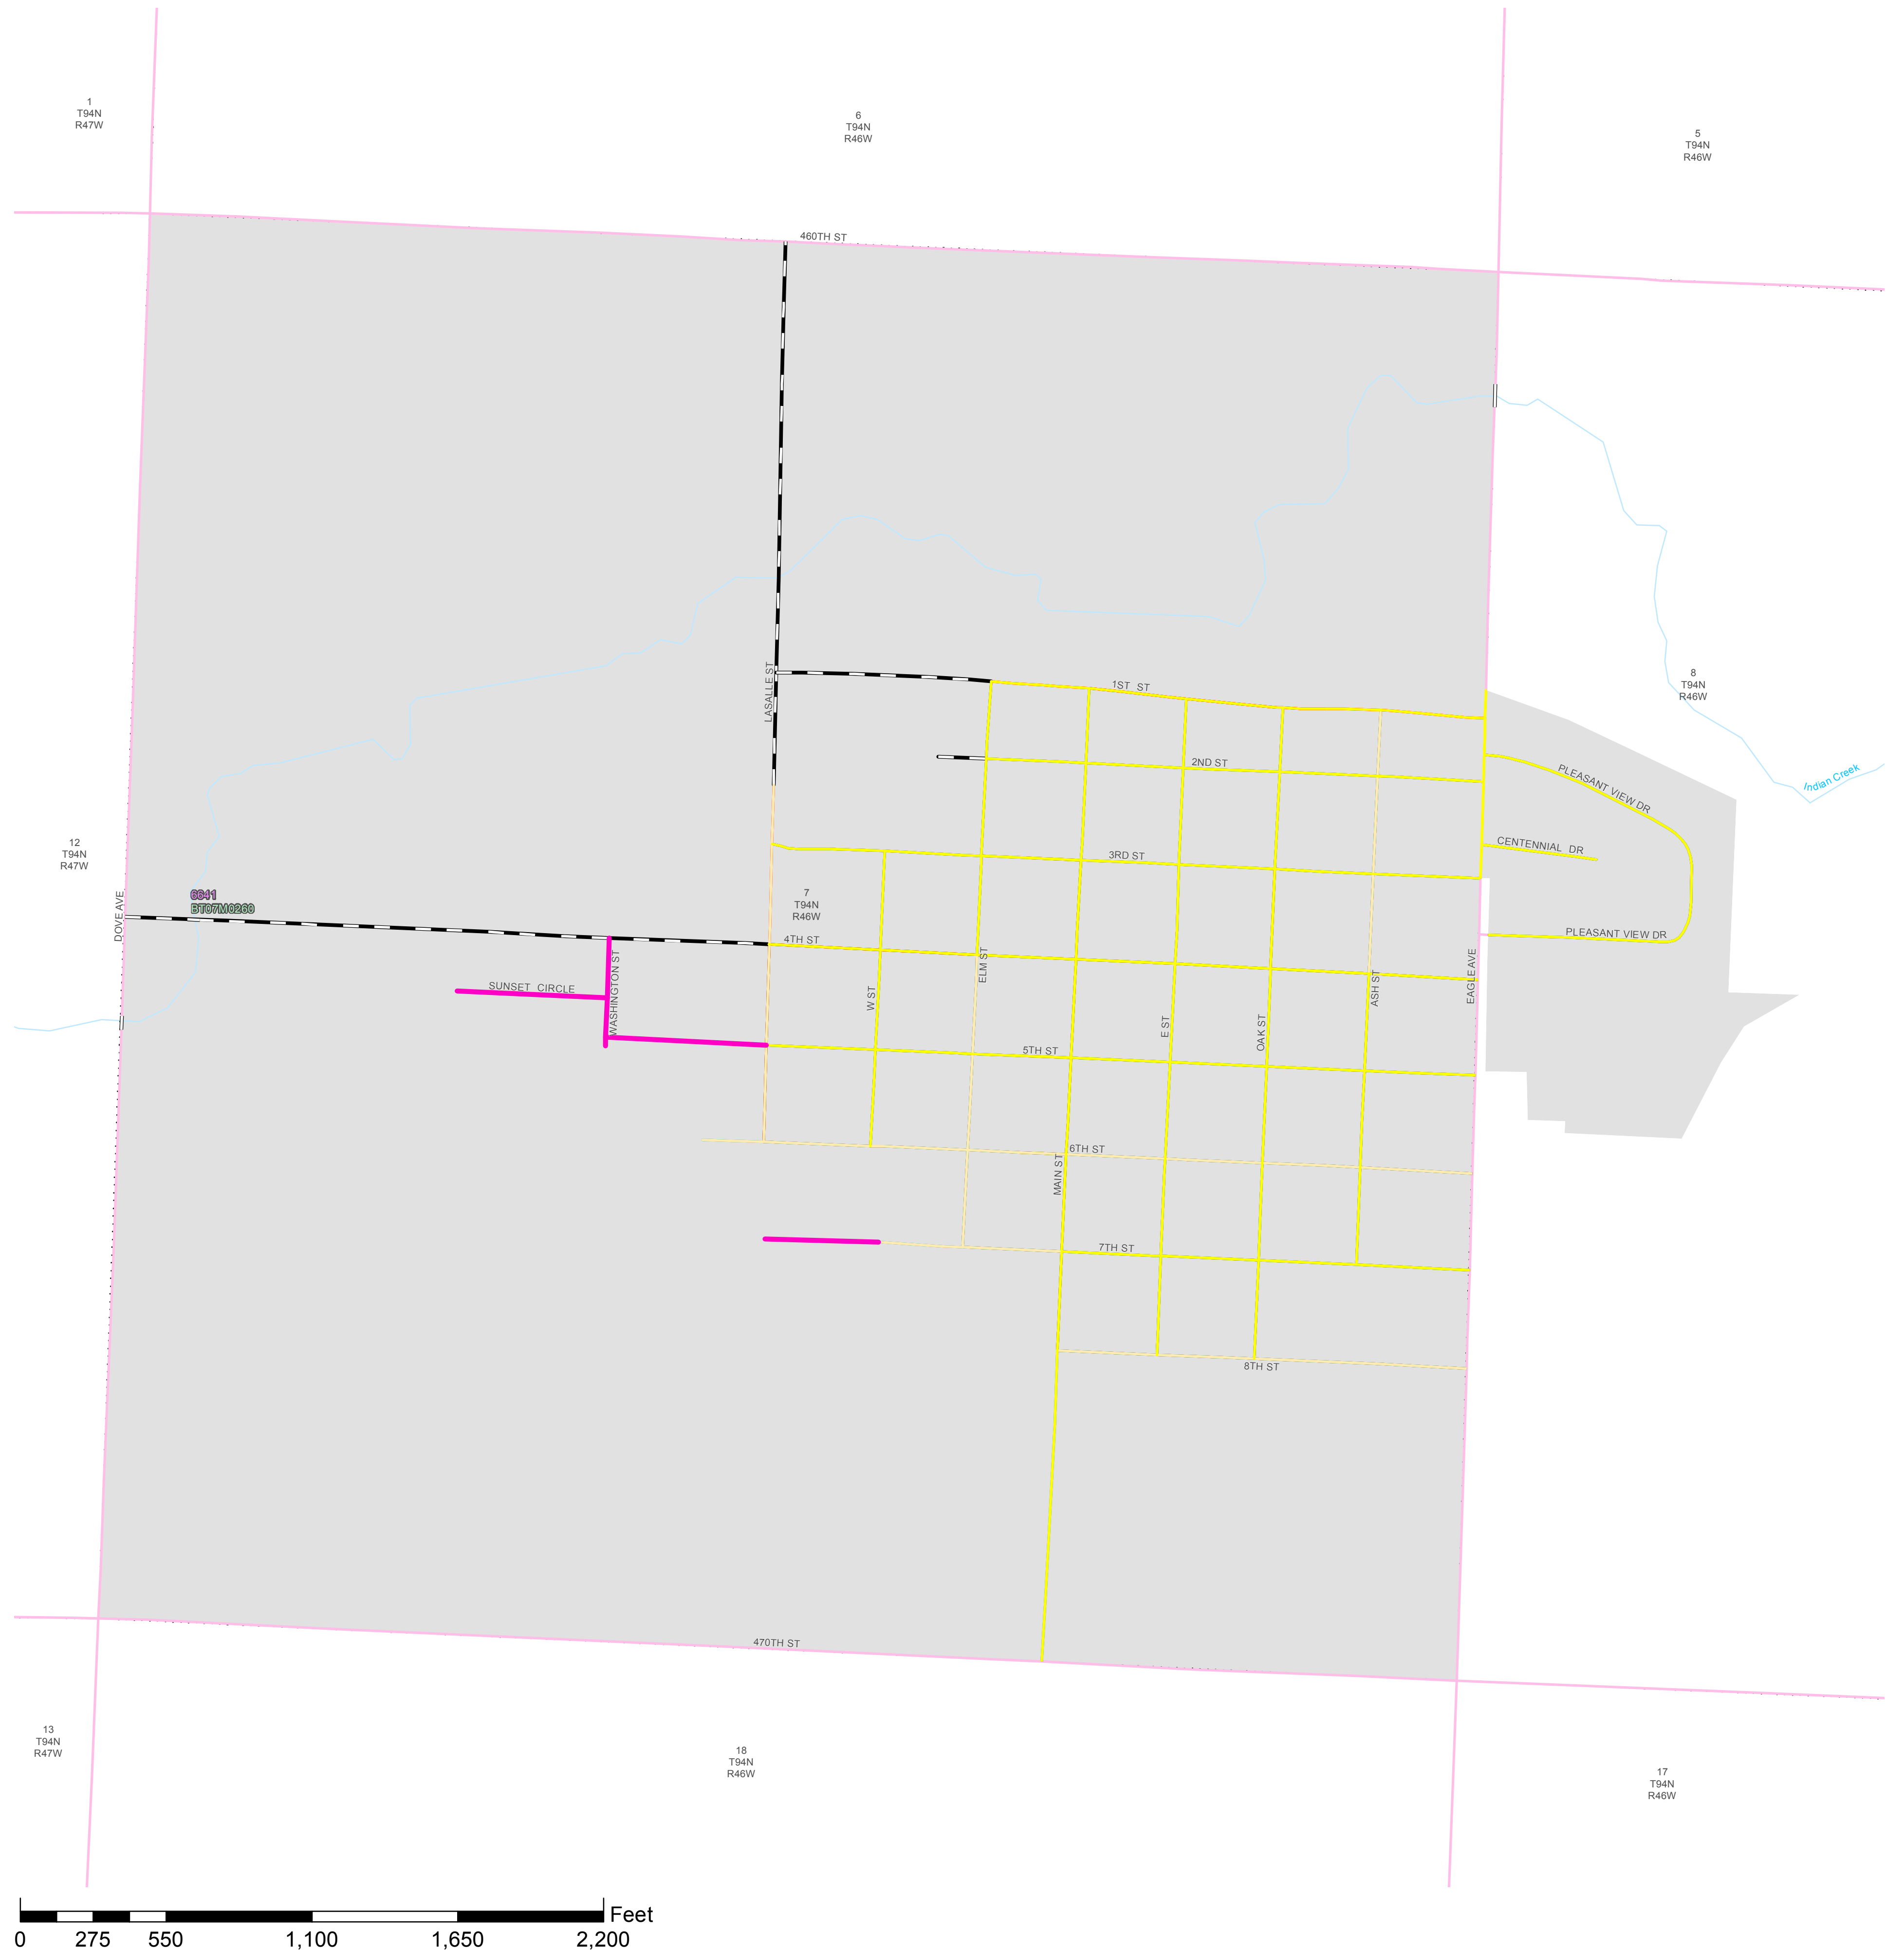 1
T94N
R47W
6
T94N
R46W
5
T94N
R46W
460TH ST
LASALLE ST
1ST ST
8
T94N
R46W
2ND ST
PLEASANT VIEW DR
Indian Creek
CENTENNIAL DR
12
T94N
R47W
3RD ST
7
T94N
R46W
6641
BT07M0260
DOVE AVE
4TH ST
PLEASANT VIEW DR
WASHINGTON ST
SUNSET CIRCLE
W ST
ELM ST
ASH ST
EAGLE AVE
E ST
OAK ST
5TH ST
6TH ST
MAIN ST
7TH ST
8TH ST
470TH ST
13
T94N
R47W
18
T94N
R46W
17
T94N
R46W
Feet
0 275 550 1,100 1,650 2,200